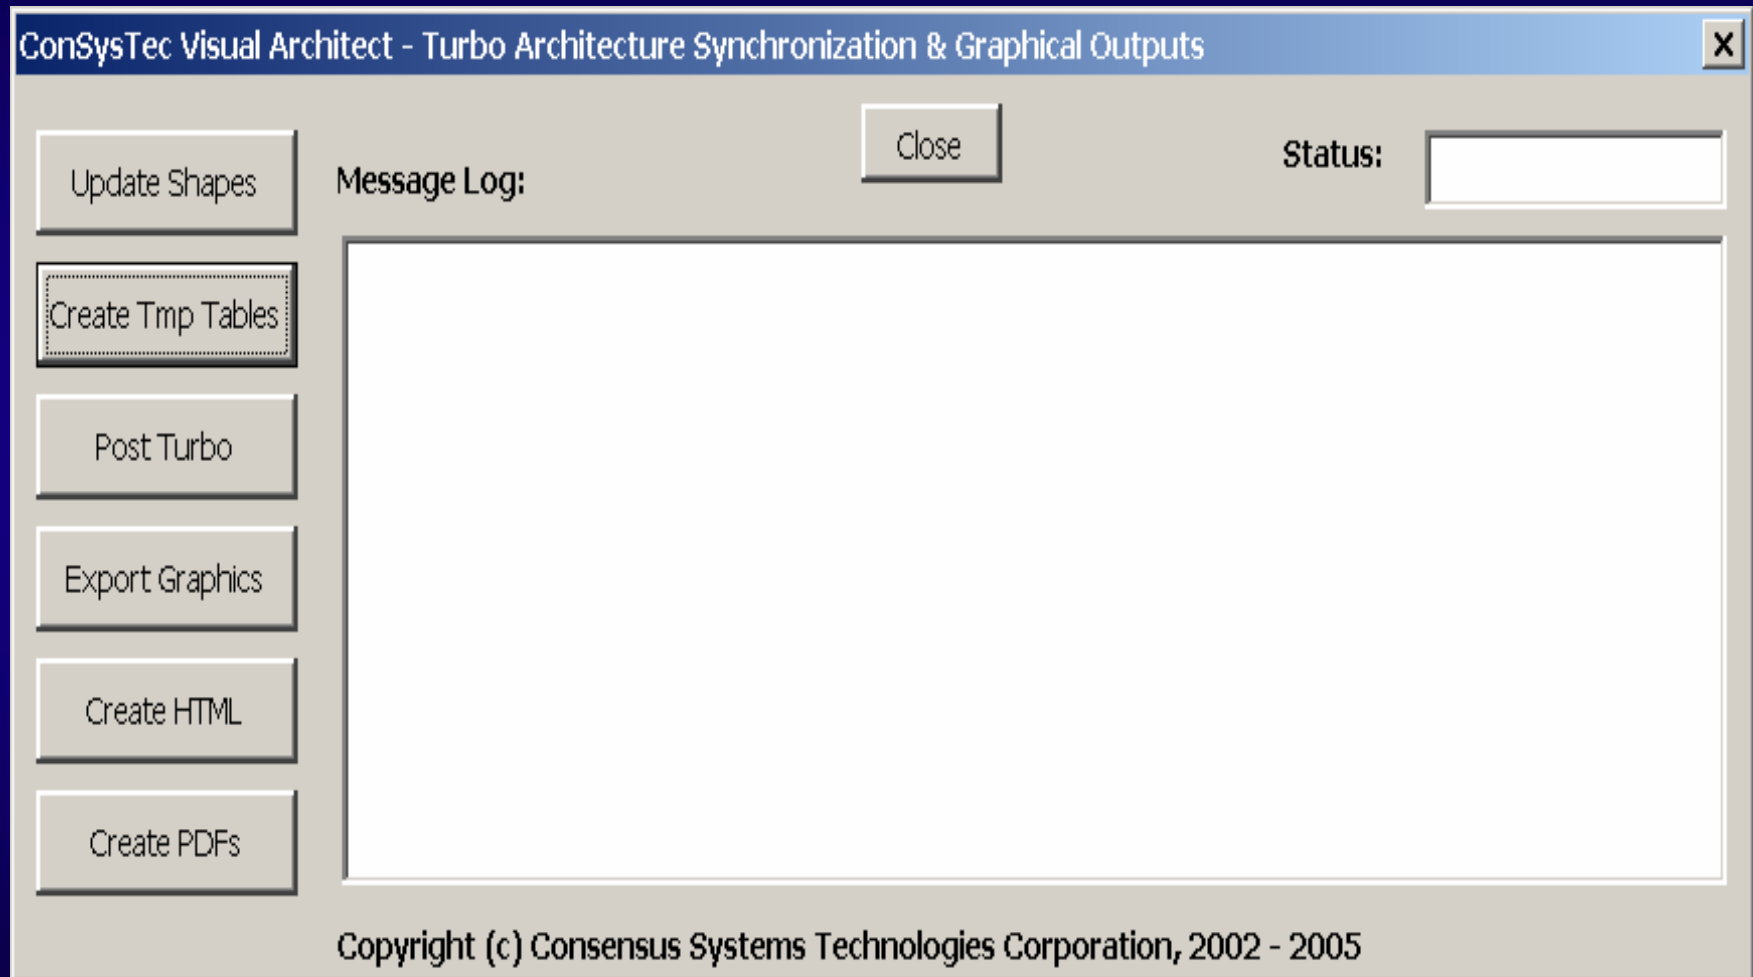 ConSysTec Visual Architect - Turbo Architecture Synchronization & Graphical Outputs
X
Close
Status:
Update Shapes
Message Log:
Create Tmp Tables
Post Turbo
Export Graphics
Create HTML
Create PDFs
Copyright (c) Consensus Systems Technologies Corporation, 2002 - 2005